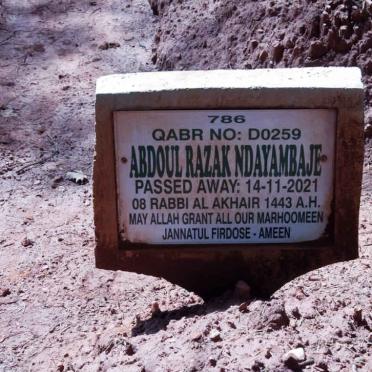 786
QABR NO: D0259
ABDOUL RAZAK NDAYAMBAJE
PASSED AWAY: 14-11-2021
08 RABBI AL AKHAIR 1443 A.H.
MAY ALLAH GRANT ALL OUR MARHOOMEEN
JANNATUL FIRDOSE - AMEEN